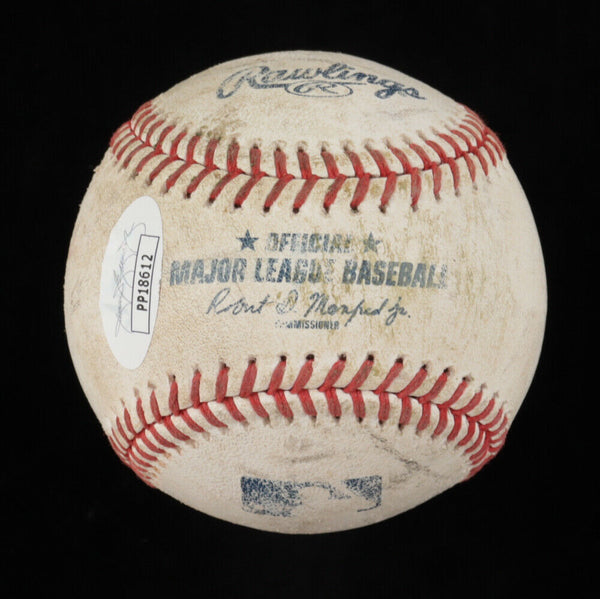 Rawlings
R
★ OFFICIAL ★
MAJOR LEAGUE BASEBALL
Robert D. Manfred Jr.
COMMISSIONER
PP18612